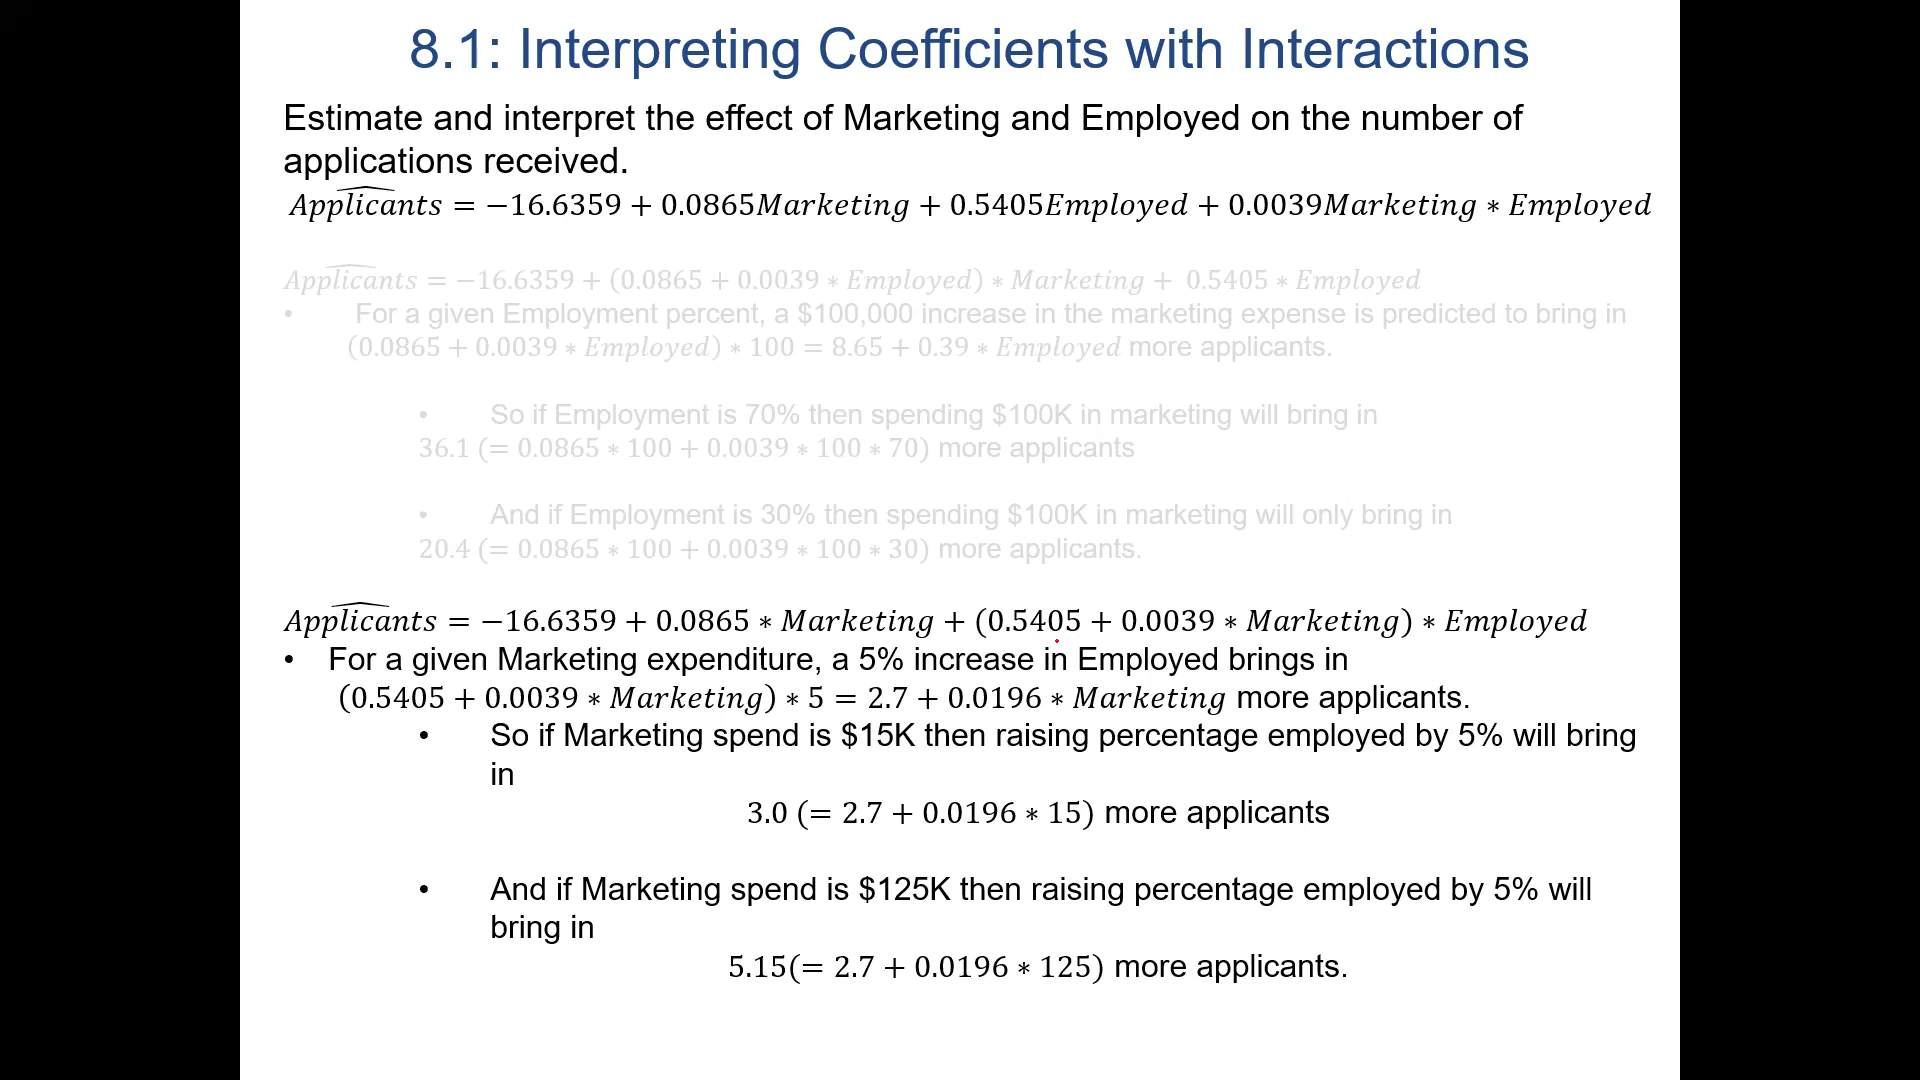 8.1: Interpreting Coefficients with Interactions
Estimate and interpret the effect of Marketing and Employed on the number of
applications received.
Applicants = −16.6359 + 0.0865Marketing + 0.5405Employed + 0.0039Marketing ∗ Employed
Applicants = −16.6359 + (0.0865 + 0.0039 ∗ Employed) ∗ Marketing + 0.5405 ∗ Employed
• For a given Employment percent, a $100,000 increase in the marketing expense is predicted to bring in
(0.0865 + 0.0039 ∗ Employed) ∗ 100 = 8.65 + 0.39 ∗ Employed more applicants.
• So if Employment is 70% then spending $100K in marketing will bring in
36.1 (= 0.0865 ∗ 100 + 0.0039 ∗ 100 ∗ 70) more applicants
• And if Employment is 30% then spending $100K in marketing will only bring in
20.4 (= 0.0865 ∗ 100 + 0.0039 ∗ 100 ∗ 30) more applicants.
Applicants = −16.6359 + 0.0865 ∗ Marketing + (0.5405 + 0.0039 ∗ Marketing) ∗ Employed
• For a given Marketing expenditure, a 5% increase in Employed brings in
(0.5405 + 0.0039 ∗ Marketing) ∗ 5 = 2.7 + 0.0196 ∗ Marketing more applicants.
• So if Marketing spend is $15K then raising percentage employed by 5% will bring
in
3.0 (= 2.7 + 0.0196 ∗ 15) more applicants
• And if Marketing spend is $125K then raising percentage employed by 5% will
bring in
5.15(= 2.7 + 0.0196 ∗ 125) more applicants.